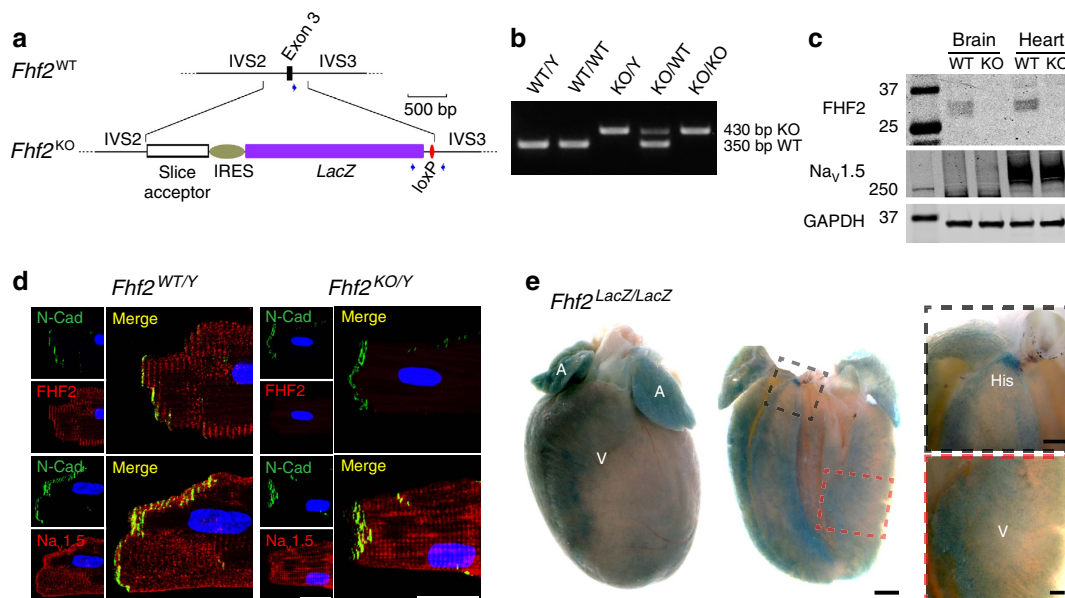 a
Fhf2WT
IVS2
Exon 3
IVS3
500 bp
Fhf2KO
IVS2
IVS3
Slice acceptor
IRES
LacZ
loxP
b
WT/Y
WT/WT
KO/Y
KO/WT
KO/KO
430 bp KO
350 bp WT
c
Brain
Heart
WT KO WT KO
FHF2
37
25
NaV1.5
250
GAPDH
37
d
Fhf2WT/Y
Fhf2KO/Y
N-Cad
Merge
N-Cad
Merge
FHF2
FHF2
N-Cad
Merge
N-Cad
Merge
NaV1.5
NaV1.5
e
Fhf2LacZ/LacZ
A
A
V
His
V